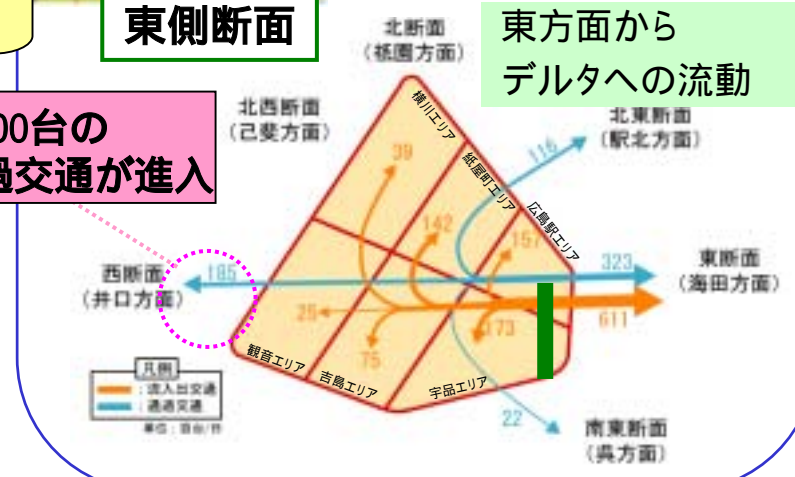 東側断面
東方面から
デルタへの流動
00台の
過交通が進入
北断面
(祇園方面)
北西断面
(己斐方面)
北東断面
(駅北方面)
横川エリア
紙屋町エリア
広島駅エリア
39
142
157
116
西断面
(井口方面)
185
323
東断面
(海田方面)
611
25
75
173
観音エリア
吉島エリア
宇品エリア
22
南東断面
(呉方面)
凡例
:流入出交通
:通過交通
単位:百台/日